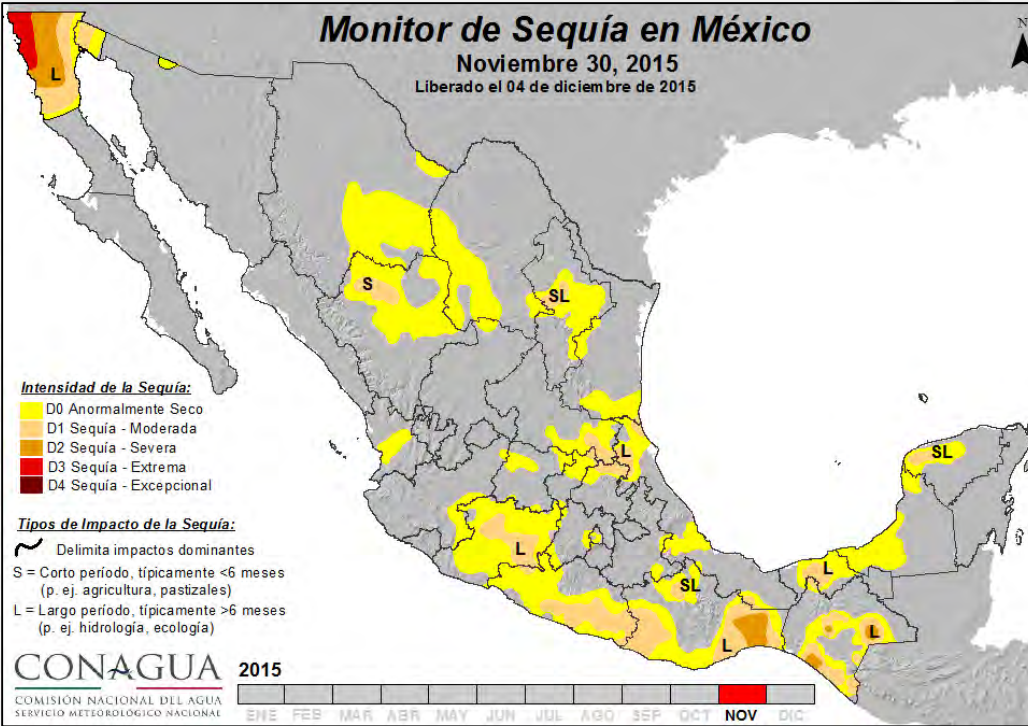 Monitor de Sequía en México
Noviembre 30, 2015
Liberado el 04 de diciembre de 2015
N
L
S
SL
L
SL
L
SL
L
L
L
Intensidad de la Sequía:
D0 Anormalmente Seco
D1 Sequía - Moderada
D2 Sequía - Severa
D3 Sequía - Extrema
D4 Sequía - Excepcional
Tipos de Impacto de la Sequía:
Delimita impactos dominantes
S = Corto período, típicamente <6 meses
(p. ej. agricultura, pastizales)
L = Largo período, típicamente >6 meses
(p. ej. hidrología, ecología)
CONAGUA
COMISIÓN NACIONAL DEL AGUA
SERVICIO METEOROLÓGICO NACIONAL
2015
ENE FEB MAR ABR MAY JUN JUL AGO SEP OCT NOV DIC